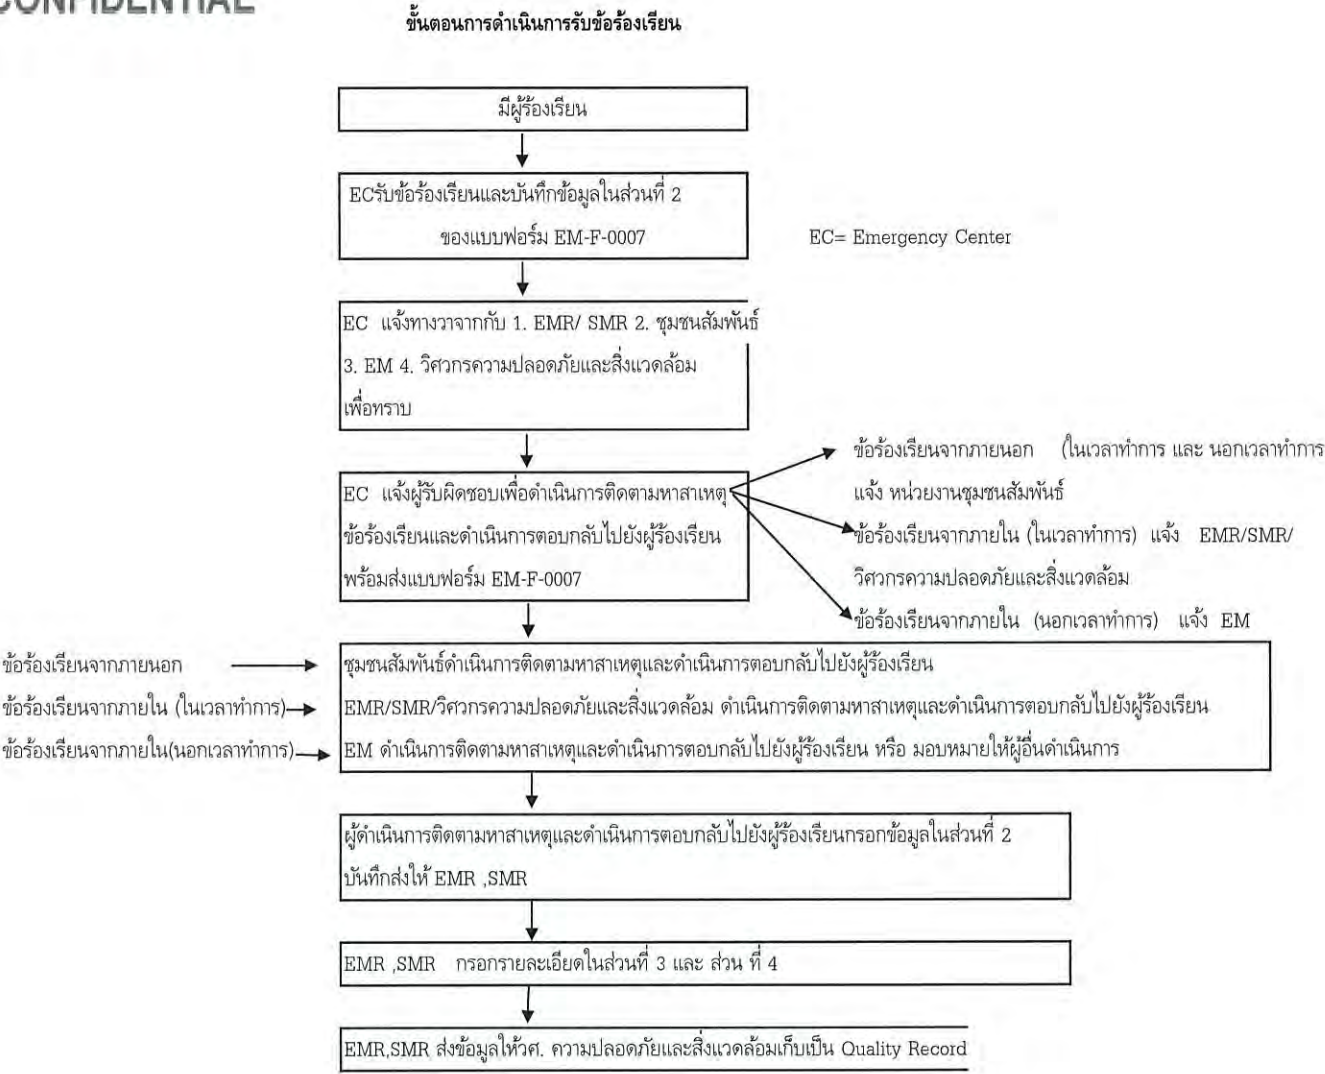 CONFIDENTIAL
ขั้นตอนการดำเนินการรับข้อร้องเรียน
มีผู้ร้องเรียน
ECรับข้อร้องเรียนและบันทึกข้อมูลในส่วนที่ 2
ของแบบฟอร์ม EM-F-0007
EC= Emergency Center
EC แจ้งทางวาจากกับ 1. EMR/ SMR 2. ชุมชนสัมพันธ์
3. EM 4. วิศวกรความปลอดภัยและสิ่งแวดล้อม
เพื่อทราบ
EC แจ้งผู้รับผิดชอบเพื่อดำเนินการติดตามหาสาเหตุ
ข้อร้องเรียนและดำเนินการตอบกลับไปยังผู้ร้องเรียน
พร้อมส่งแบบฟอร์ม EM-F-0007
ข้อร้องเรียนจากภายนอก (ในเวลาทำการ และ นอกเวลาทำการ
แจ้ง หน่วยงานชุมชนสัมพันธ์
ข้อร้องเรียนจากภายใน (ในเวลาทำการ) แจ้ง EMR/SMR/
วิศวกรความปลอดภัยและสิ่งแวดล้อม
ข้อร้องเรียนจากภายใน (นอกเวลาทำการ) แจ้ง EM
ข้อร้องเรียนจากภายนอก
ข้อร้องเรียนจากภายใน (ในเวลาทำการ)
ข้อร้องเรียนจากภายใน(นอกเวลาทำการ)
ชุมชนสัมพันธ์ดำเนินการติดตามหาสาเหตุและดำเนินการตอบกลับไปยังผู้ร้องเรียน
EMR/SMR/วิศวกรความปลอดภัยและสิ่งแวดล้อม ดำเนินการติดตามหาสาเหตุและดำเนินการตอบกลับไปยังผู้ร้องเรียน
EM ดำเนินการติดตามหาสาเหตุและดำเนินการตอบกลับไปยังผู้ร้องเรียน หรือ มอบหมายให้ผู้อื่นดำเนินการ
ผู้ดำเนินการติดตามหาสาเหตุและดำเนินการตอบกลับไปยังผู้ร้องเรียนกรอกข้อมูลในส่วนที่ 2
บันทึกส่งให้ EMR ,SMR
EMR ,SMR กรอกรายละเอียดในส่วนที่ 3 และ ส่วน ที่ 4
EMR,SMR ส่งข้อมูลให้วศ. ความปลอดภัยและสิ่งแวดล้อมเก็บเป็น Quality Record